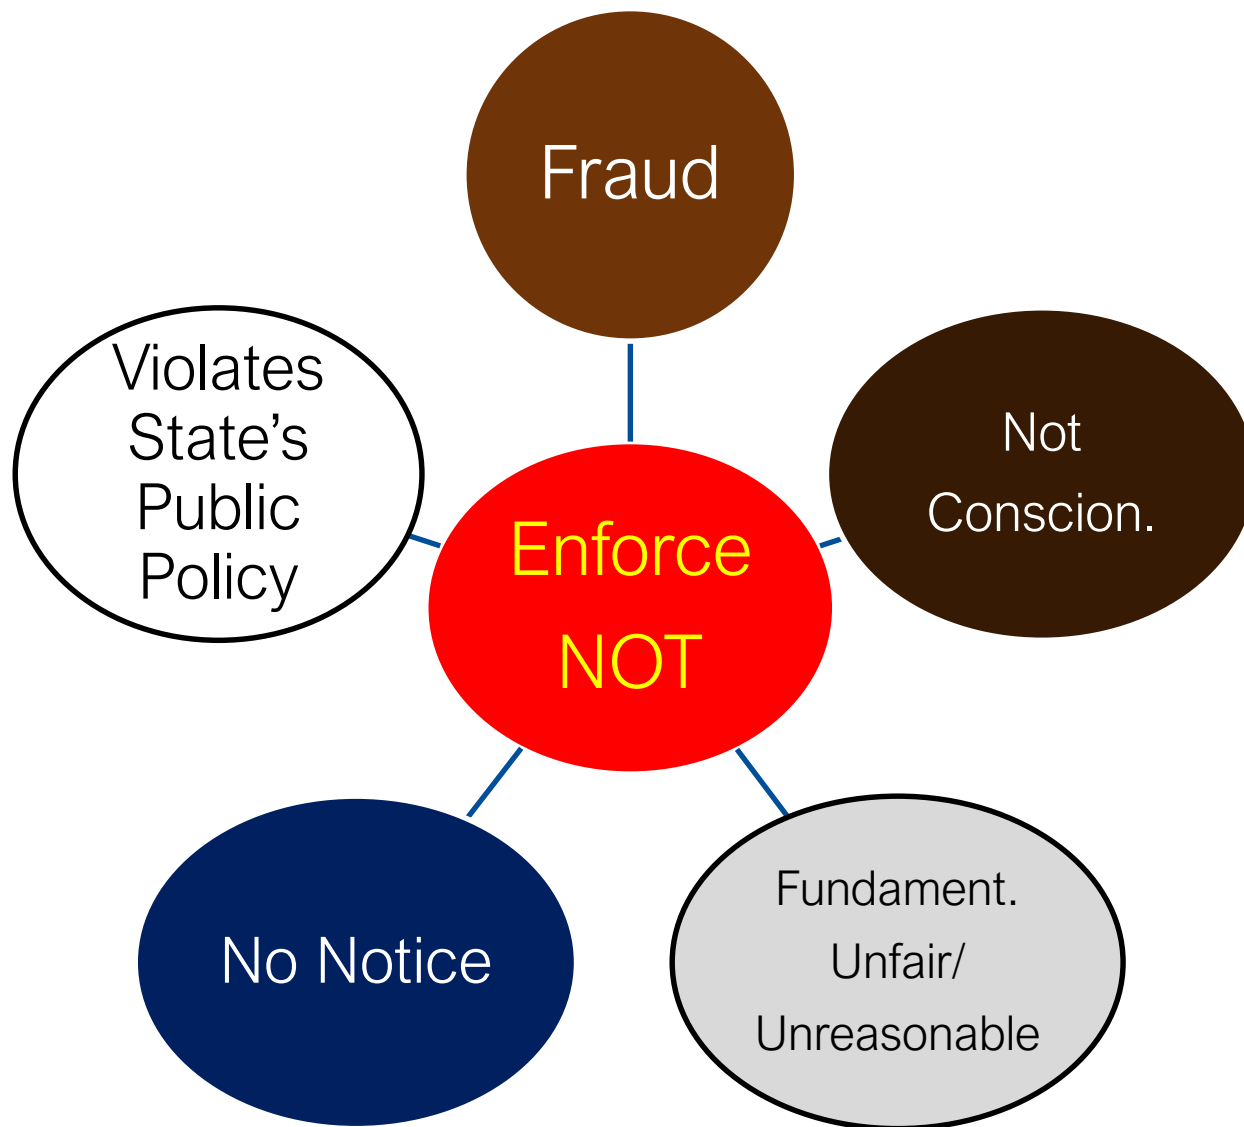 Fraud
Violates
State’s
Public
Policy
Not
Conscion.
Enforce
NOT
No Notice
Fundament.
Unfair/
Unreasonable